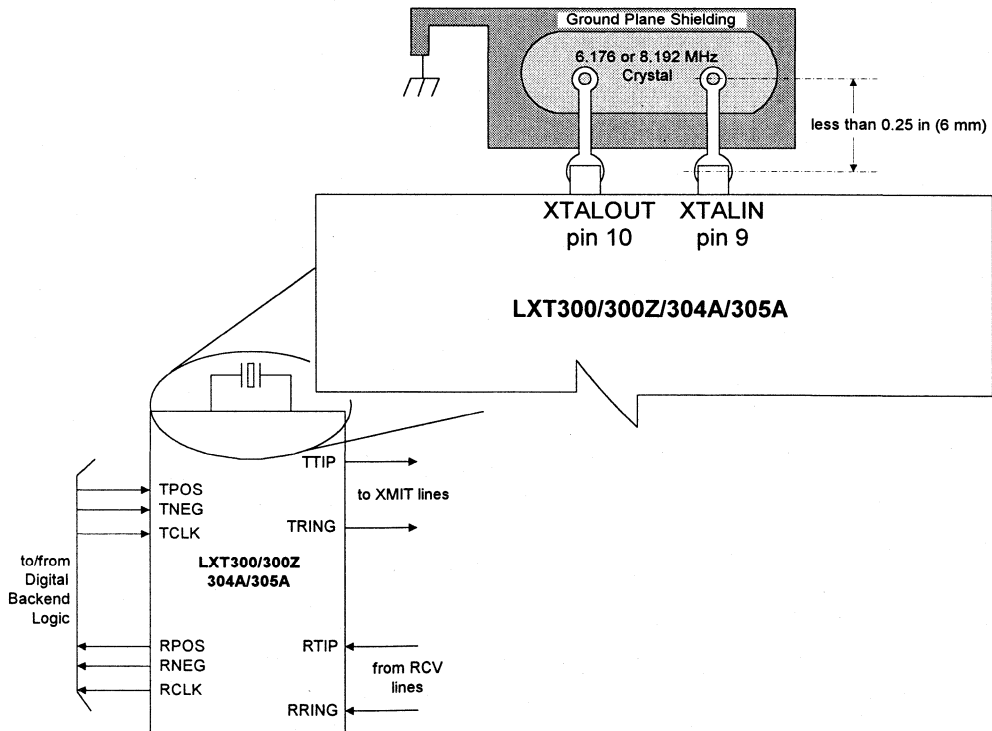 Ground Plane Shielding
6.176 or 8.192 MHz
Crystal
less than 0.25 in (6 mm)
XTALOUT XTALIN
pin 10 pin 9
LXT300/300Z/304A/305A
TTIP
to XMIT lines
TRING
TPOS
TNEG
TCLK
LXT300/300Z
304A/305A
to/from
Digital
Backend
Logic
RPOS
RNEG
RCLK
RTIP
from RCV
lines
RRING